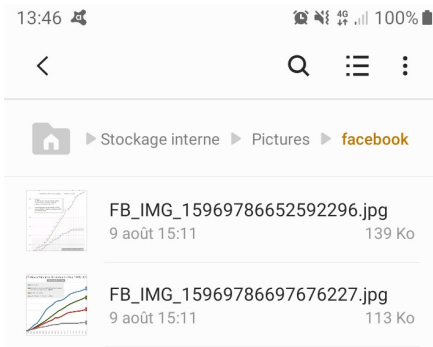 13:46 4G 100%
Stockage interne Pictures facebook
FB_IMG_15969786652592296.jpg
9 août 15:11 139 Ko
FB_IMG_15969786697676227.jpg
9 août 15:11 113 Ko